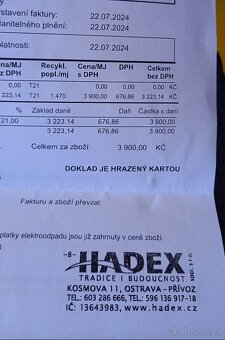 stavení faktury: 22.07.2024
danitelného plnění: 22.07.2024
platnosti: 22.07.2024
na/MJ Recykl. Cena/MJ DPH Celkem
z DPH popl./mj s DPH bez DPH
0,00 T21 0,00 0,00 0,00 KČ
223,14 T21 1,470 3 900,00 676,86 3 223,14 KČ
% Základ daně Daň Částka s daní
21,00 3 223,14 676,86 3 900,00
3 223,14 676,86 3 900,00
Celkem za zboží: 3 900,00 KČ
DOKLAD JE HRAZENÝ KARTOU
Fakturu a zboží převzal:
platky elektroodpadu jsou již zahrnuty v ceně zboží.
-8- HADEX spol. s r.o.
TRADICE I BUDOUCNOST
KOSMOVA 11, OSTRAVA-PŘÍVOZ
TEL.: 603 286 666, TEL: 596 136 917-18
IČ: 13643983, www.hadex.cz